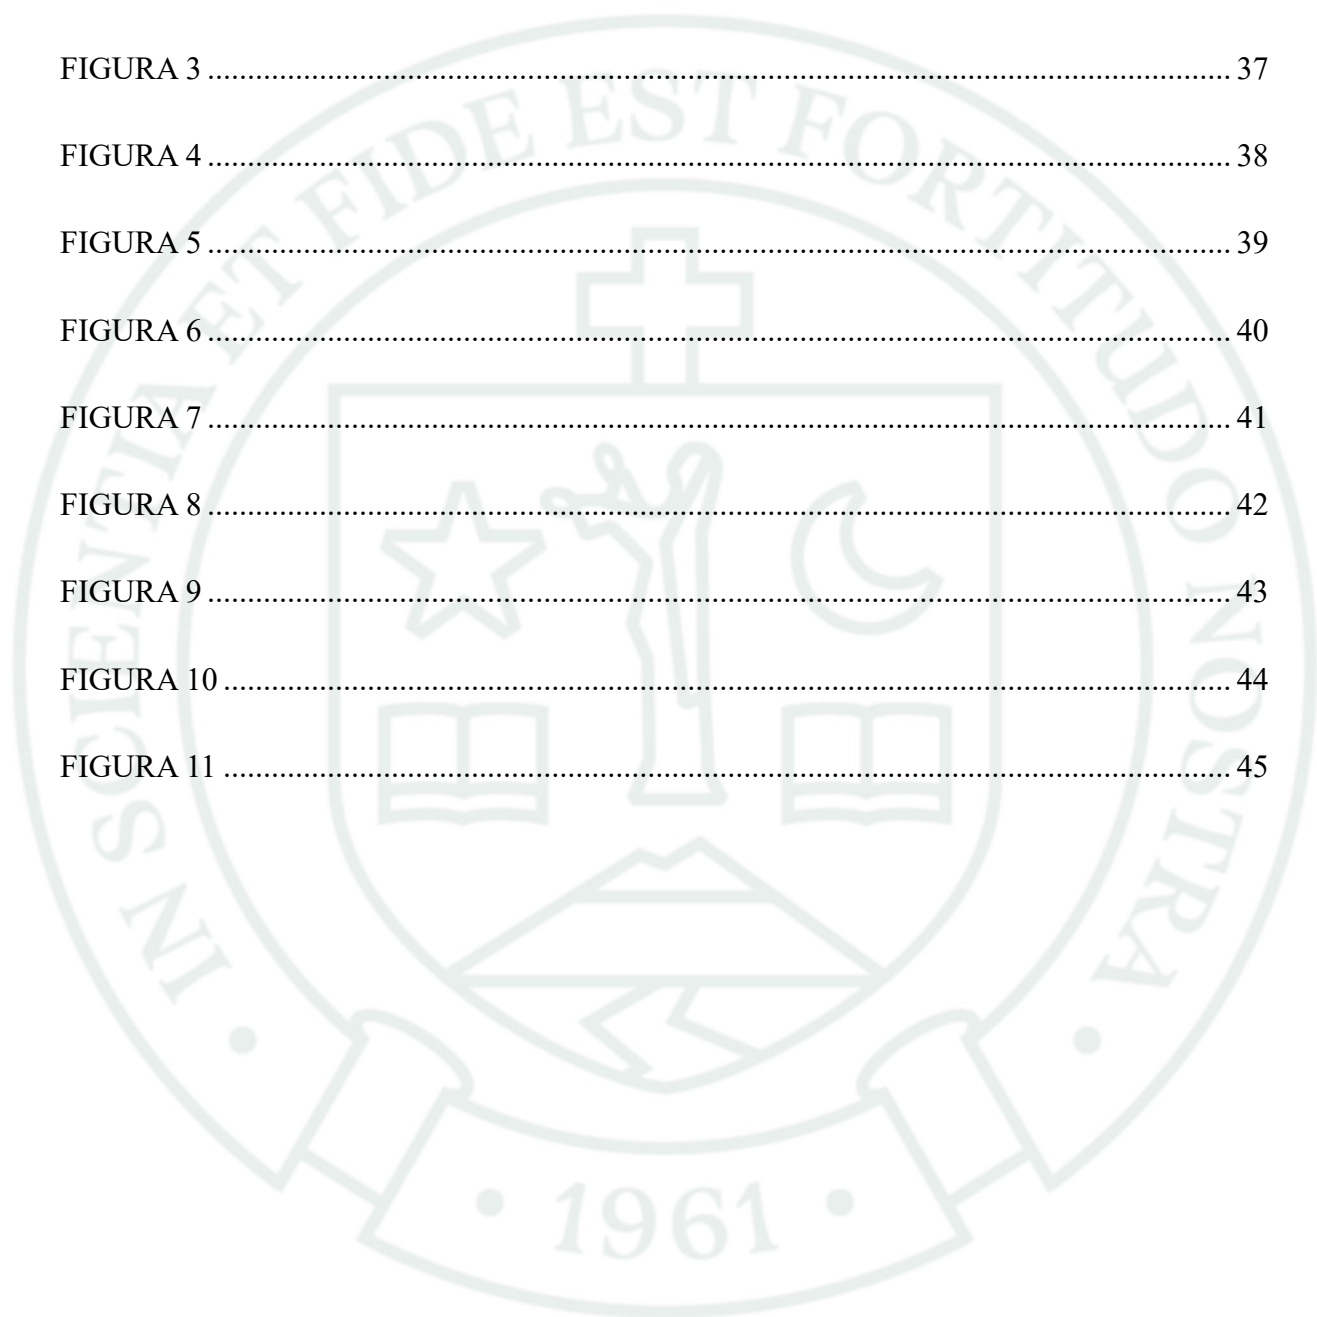 FIGURA 3 .......... 37
FIGURA 4 .......... 38
FIGURA 5 .......... 39
FIGURA 6 .......... 40
FIGURA 7 .......... 41
FIGURA 8 .......... 42
FIGURA 9 .......... 43
FIGURA 10 .......... 44
FIGURA 11 .......... 45
IN SCIENTIA ET FIDE EST FORTITUDO NOSTRA
• 1961 •